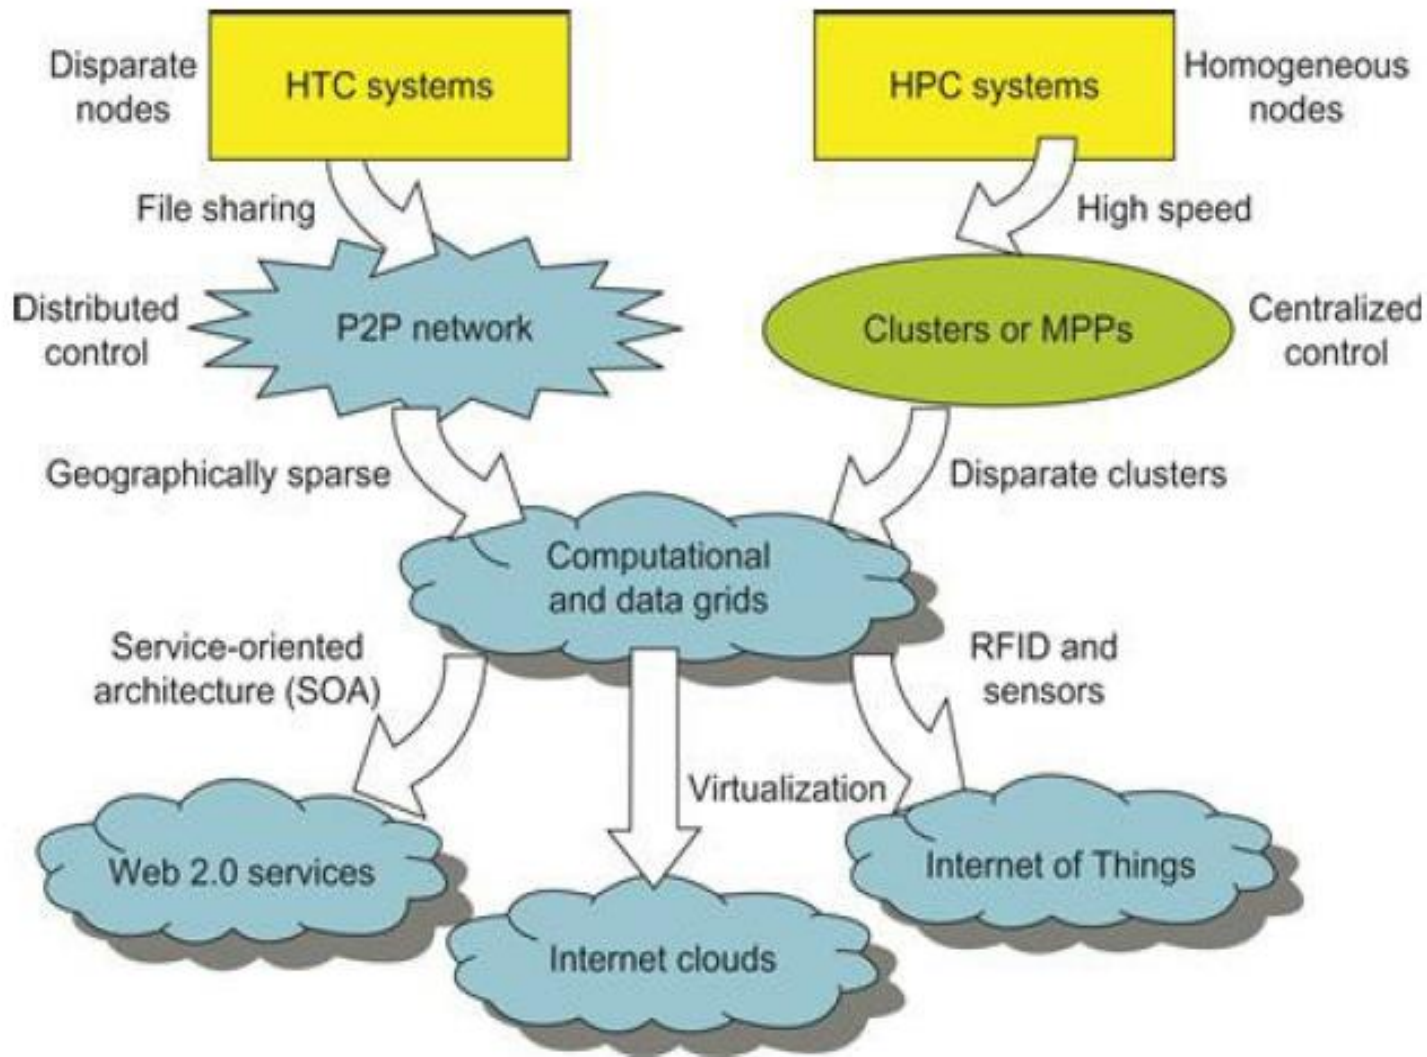 Disparate
nodes
HTC systems
HPC systems
Homogeneous
nodes
File sharing
High speed
Distributed
control
P2P network
Clusters or MPPs
Centralized
control
Geographically sparse
Disparate clusters
Computational
and data grids
Service-oriented
architecture (SOA)
RFID and
sensors
Virtualization
Web 2.0 services
Internet of Things
Internet clouds